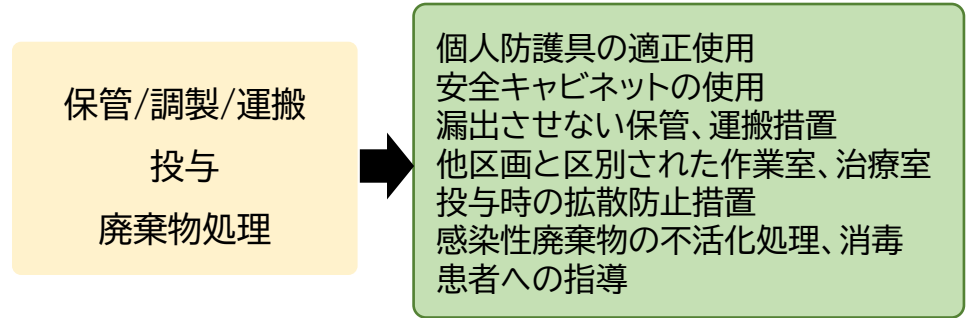 保管/調製/運搬
投与
廃棄物処理
個人防護具の適正使用
安全キャビネットの使用
漏出させない保管、運搬措置
他区画と区別された作業室、治療室
投与時の拡散防止措置
感染性廃棄物の不活化処理、消毒
患者への指導